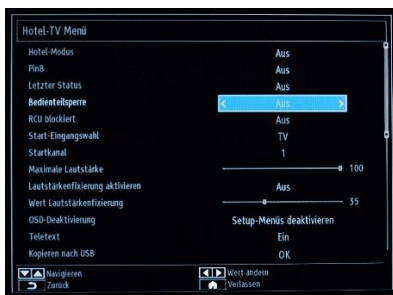 Hotel-TV Menü
Hotel-Modus Aus
Pin8 Aus
Letzter Status Aus
Bedienteilsperre Aus
RCU blockiert Aus
Start-Eingangswahl TV
Startkanal 1
Maximale Lautstärke 100
Lautstärkenfixierung aktivieren Aus
Wert Lautstärkenfixierung 35
OSD-Deaktivierung Setup-Menüs deaktivieren
Teletext Ein
Kopieren nach USB OK
Navigieren Wert ändern
Zurück Verlassen